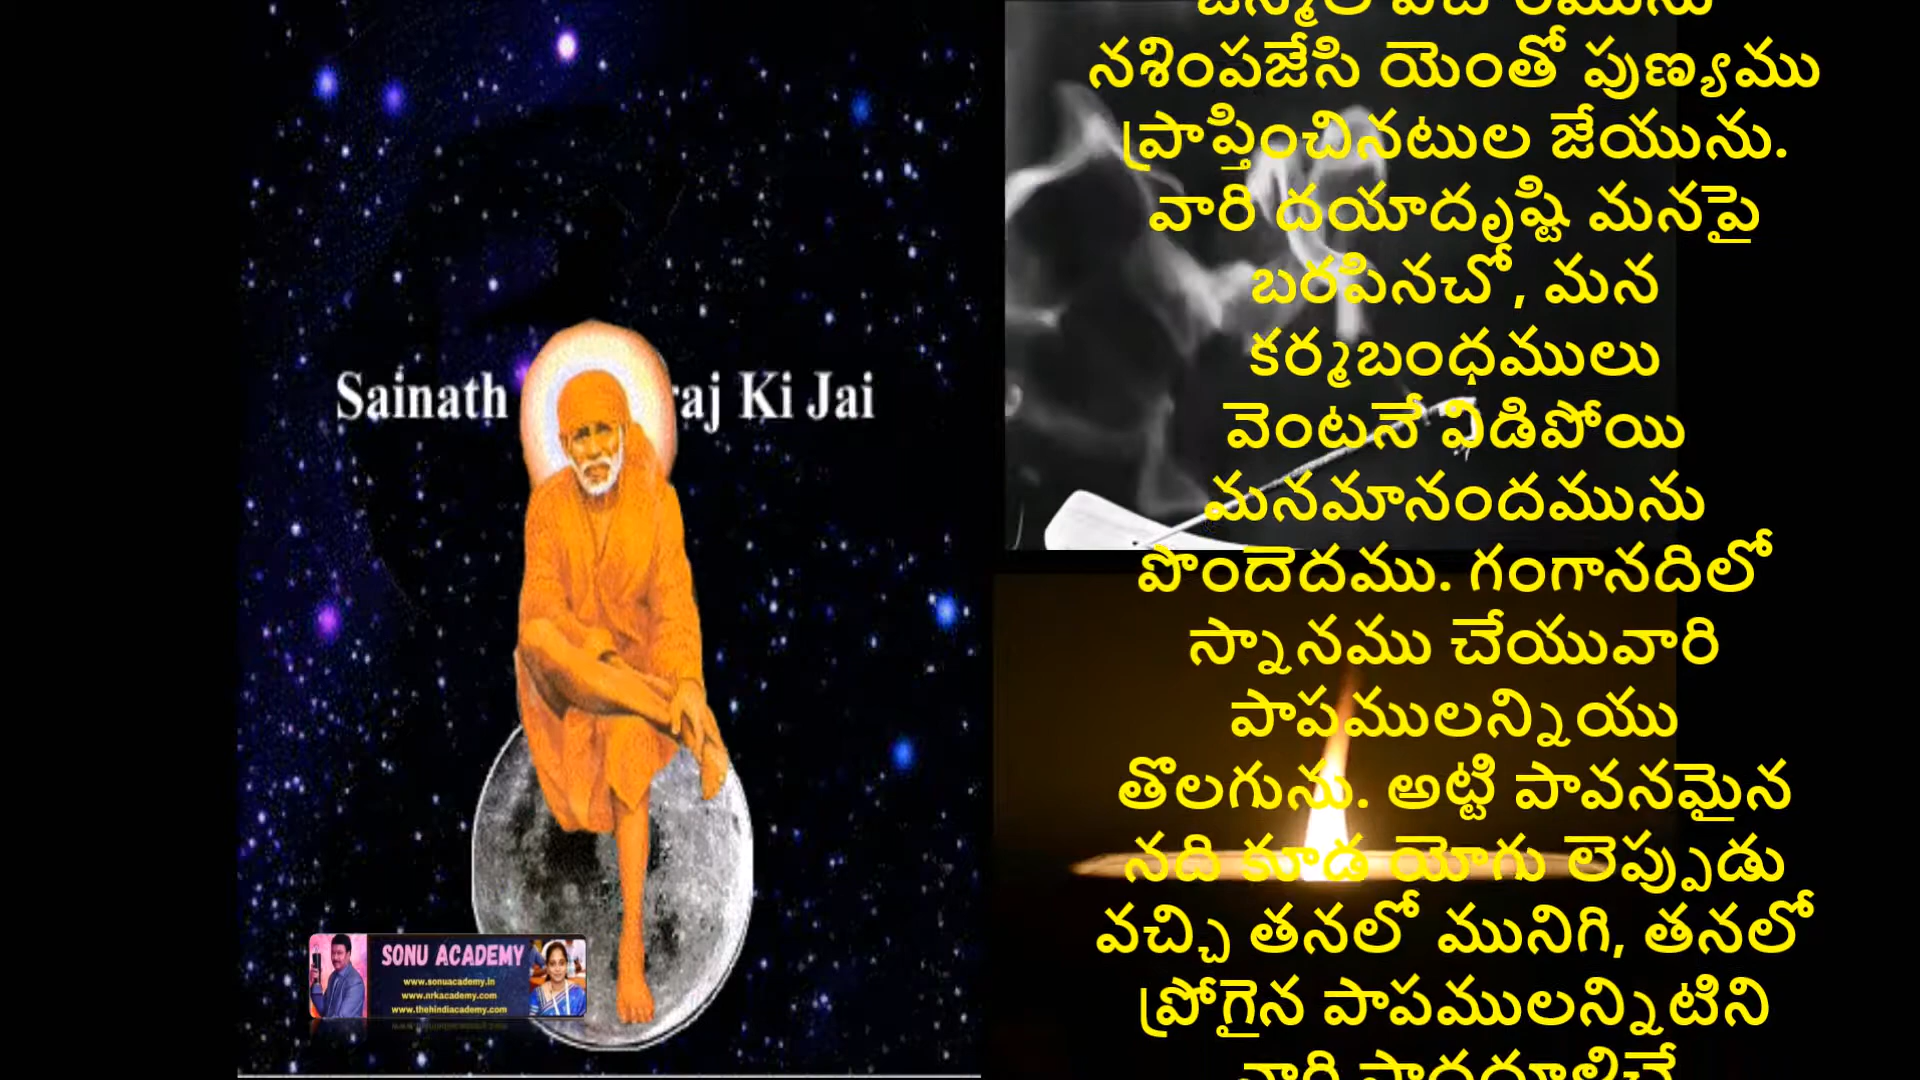 Sainath raj Ki Jai
SONU ACADEMY
www.sonuacademy.in
www.nrkacademy.com
www.thehindiacademy.com
నశింపజేసి యెంతో పుణ్యము
ప్రాప్తించినటుల జేయును.
వారి దయాదృష్టి మనపై
బరపినచో, మన
కర్మబంధములు
వెంటనే విడిపోయి
మనమానందమును
పొందెదము. గంగానదిలో
స్నానము చేయువారి
పాపములన్నియు
తొలగును. అట్టి పావనమైన
నది కూడ యోగు లెప్పుడు
వచ్చి తనలో మునిగి, తనలో
ప్రోగైన పాపములన్నిటిని
వారి పాదధూళిచే